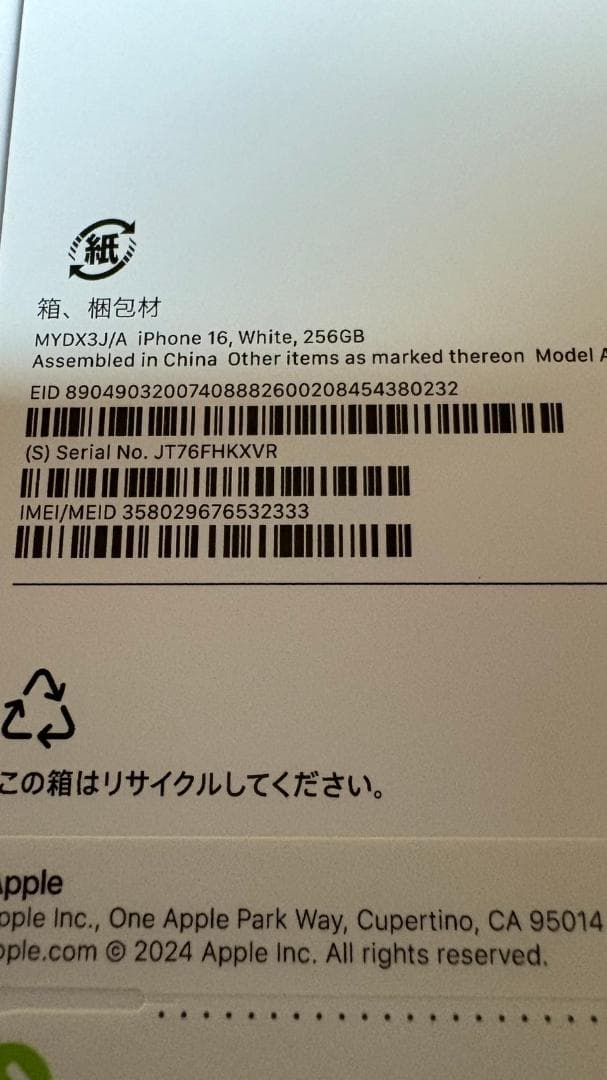 紙
箱、梱包材
MYDX3J/A iPhone 16, White, 256GB
Assembled in China Other items as marked thereon Model A
EID 89049032007408882600208454380232
(S) Serial No. JT76FHKXVR
IMEI/MEID 358029676532333
この箱はリサイクルしてください。
Apple
pple Inc., One Apple Park Way, Cupertino, CA 95014
pple.com © 2024 Apple Inc. All rights reserved.